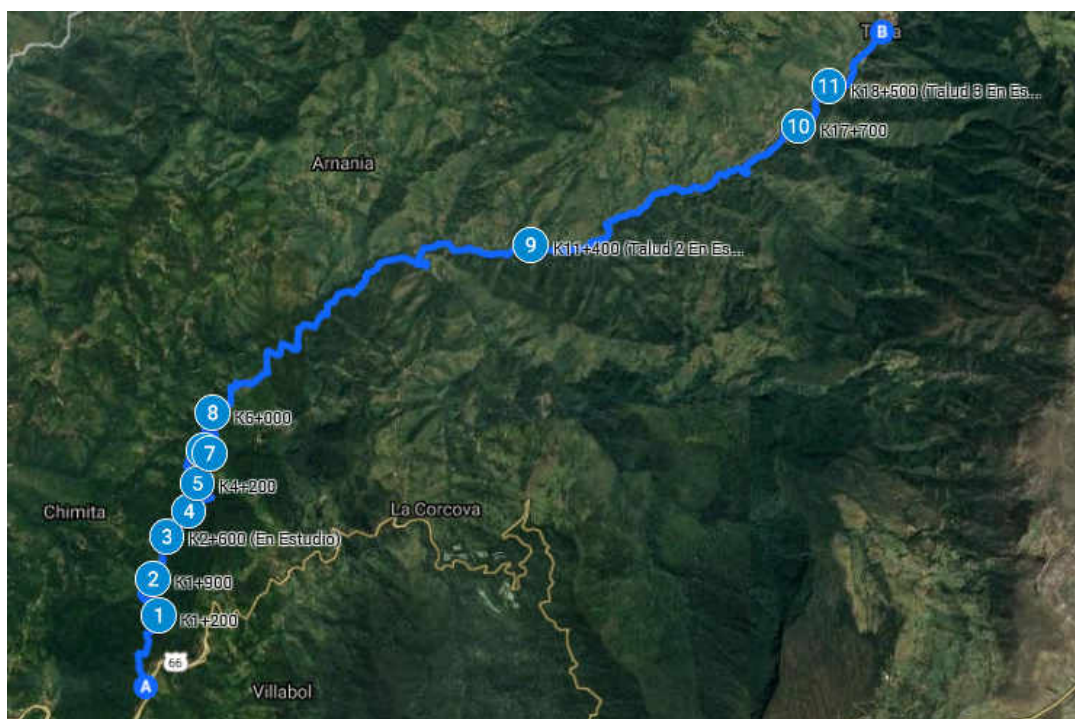 B
11 K18+500 (Talud 3 En Es...
10 K17+700
Arnania
9 K11+400 (Talud 2 En Es...
8 K6+000
7
5 K4+200
4
Chimita
La Corcova
3 K2+600 (En Estudio)
2 K1+900
1 K1+200
66
A
Villabol